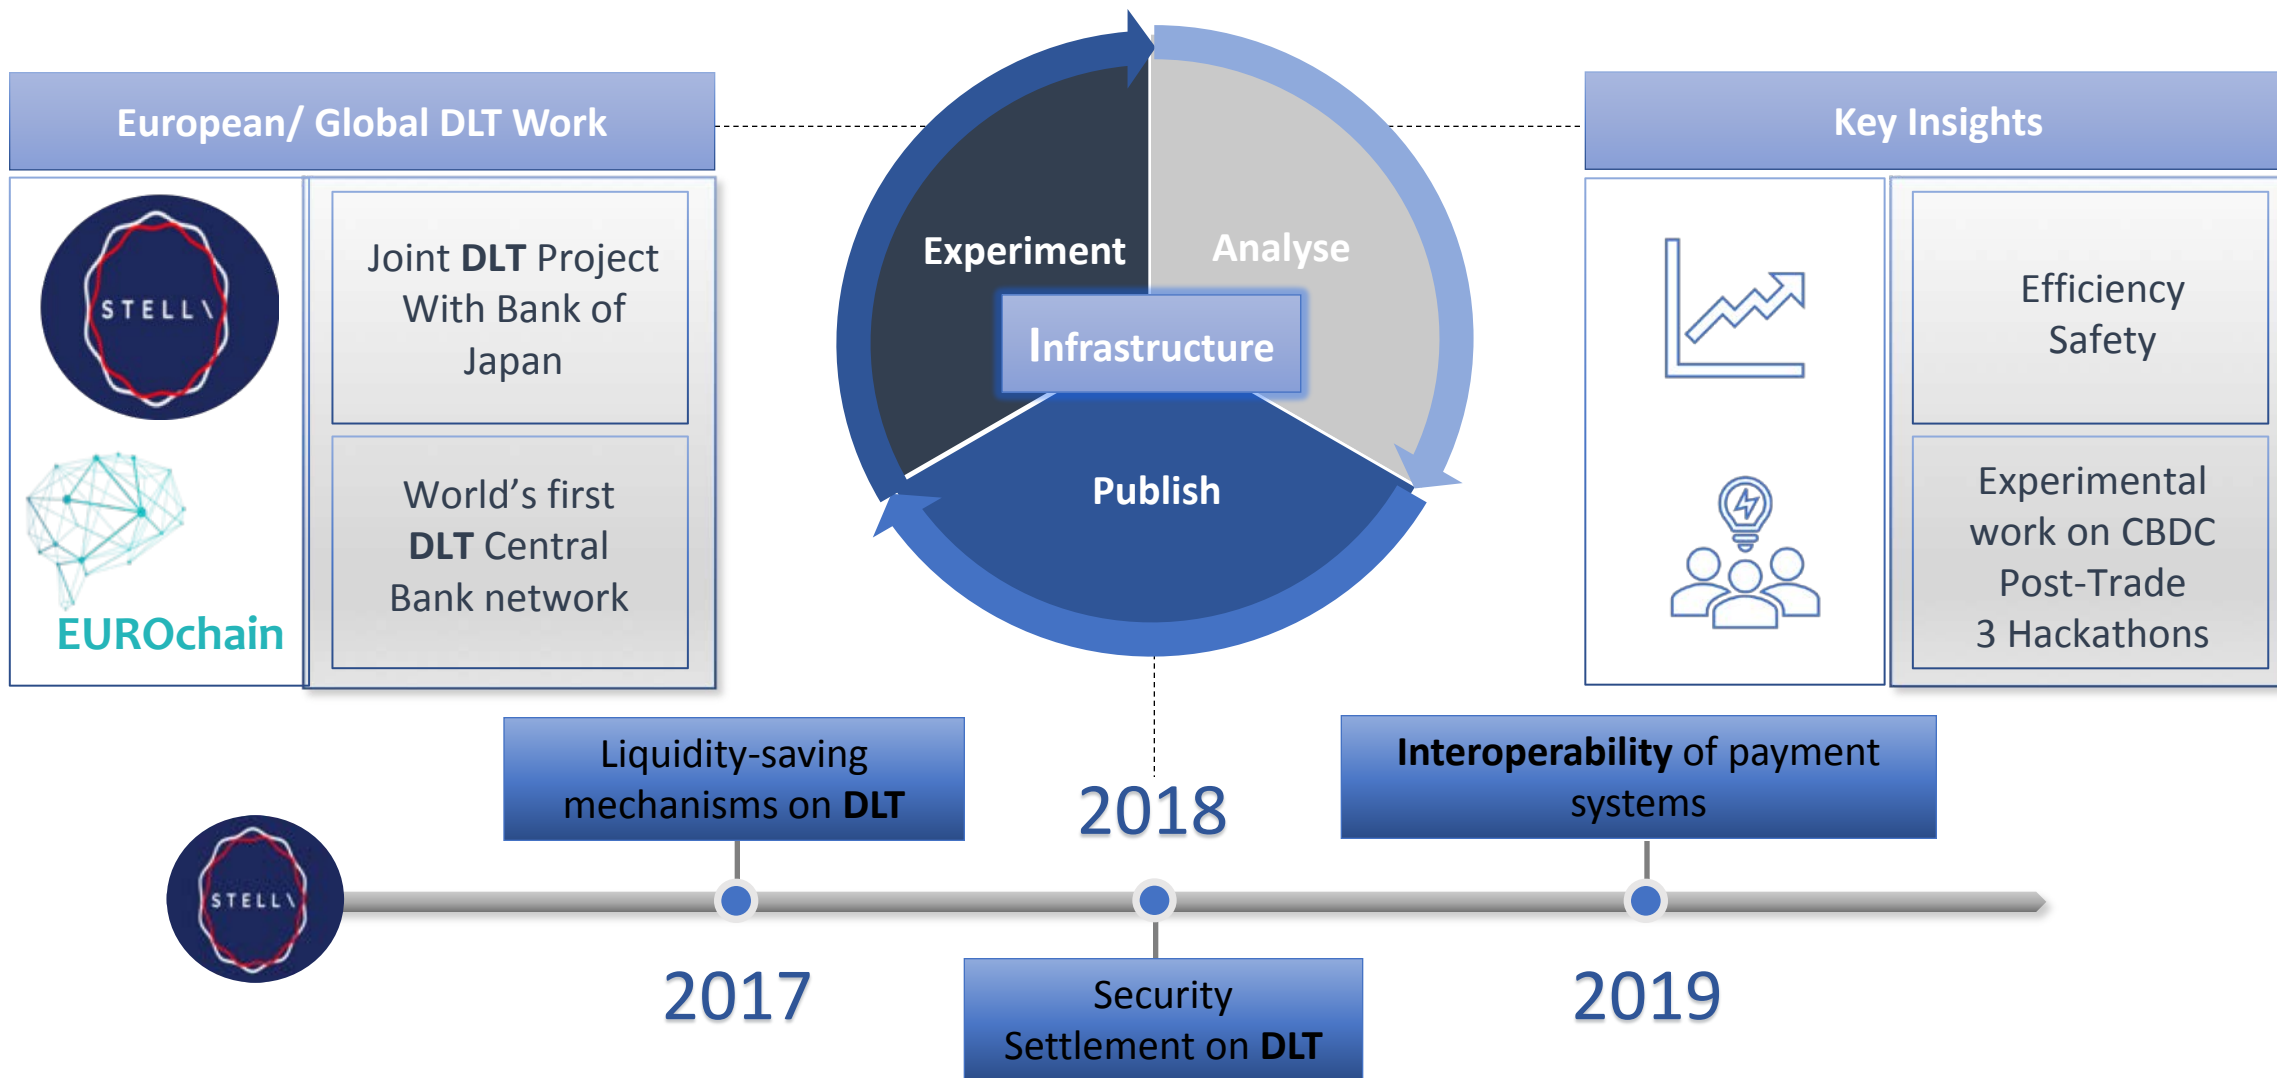 European/ Global DLT Work
STELL\
Joint DLT Project
With Bank of
Japan
EUROchain
World's first
DLT Central
Bank network
Experiment
Analyse
Infrastructure
Publish
Key Insights
Efficiency
Safety
Experimental
work on CBDC
Post-Trade
3 Hackathons
STELL\
Liquidity-saving
mechanisms on DLT
2017
2018
Security
Settlement on DLT
Interoperability of payment
systems
2019